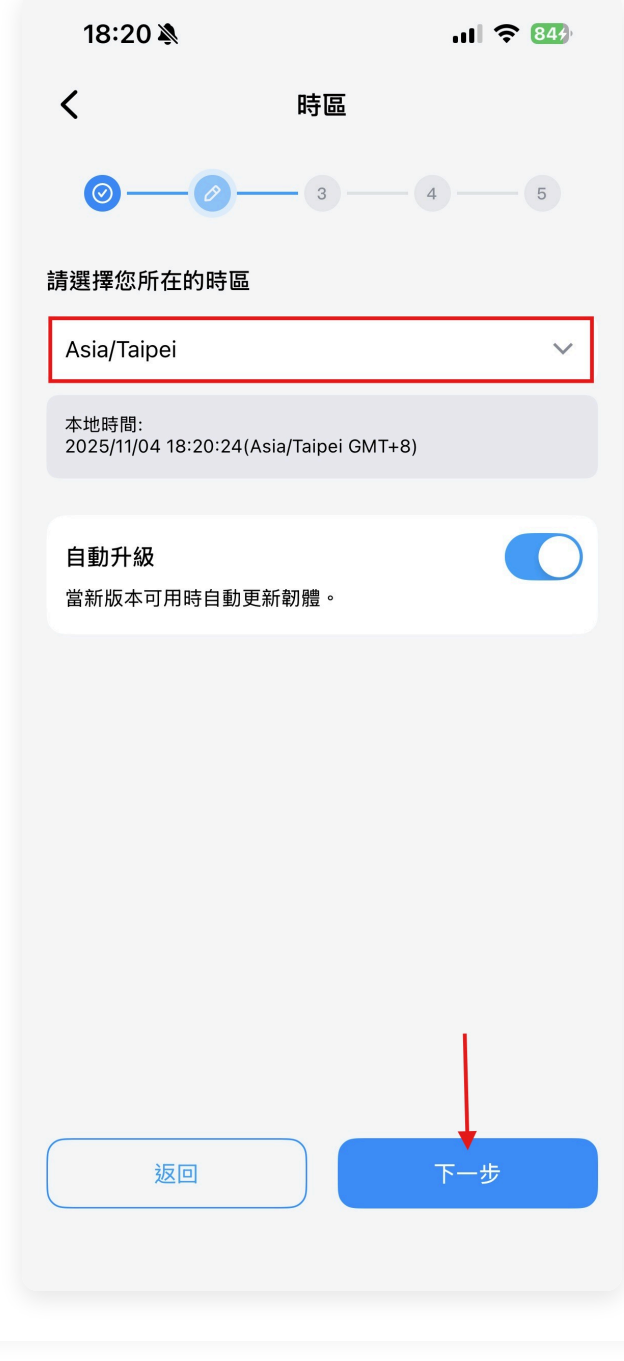 18:20
84
時區
3
4
5
請選擇您所在的時區
Asia/Taipei
本地時間:
2025/11/04 18:20:24(Asia/Taipei GMT+8)
自動升級
當新版本可用時自動更新韌體。
返回
下一步